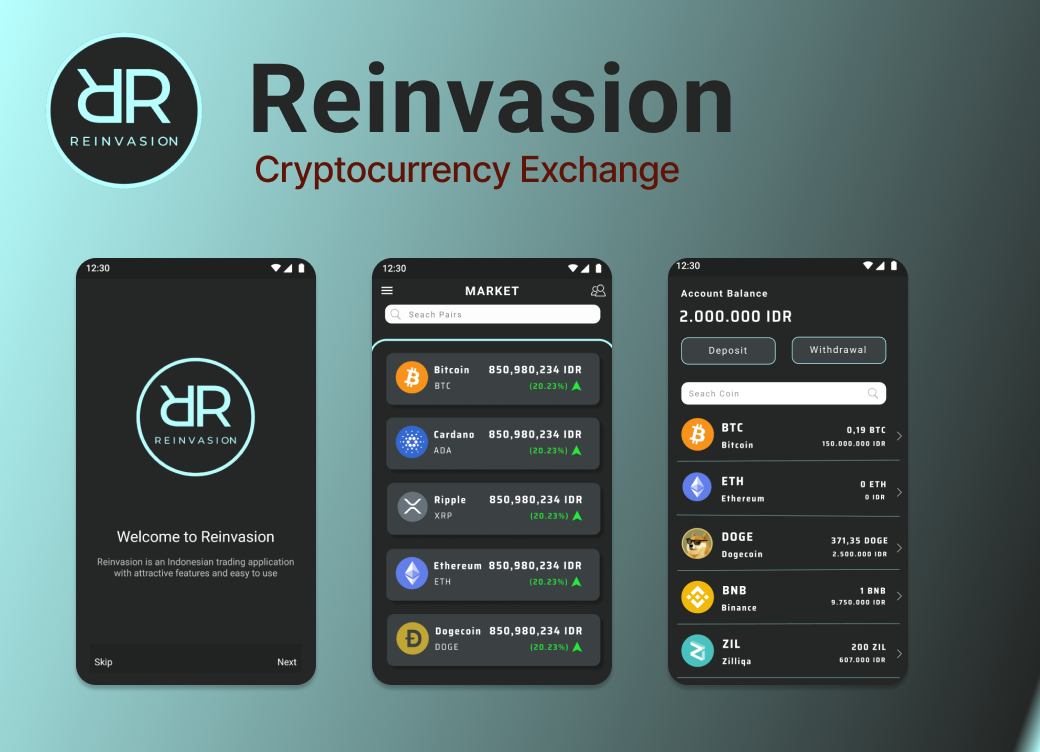 REINVASION
Reinvasion
Cryptocurrency Exchange
12:30
REINVASION
Welcome to Reinvasion
Reinvasion is an Indonesian trading application
with attractive features and easy to use
Skip
Next
12:30
MARKET
Seach Pairs
Bitcoin 850,980,234 IDR
BTC (20.23%)
Cardano 850,980,234 IDR
ADA (20.23%)
Ripple 850,980,234 IDR
XRP (20.23%)
Ethereum 850,980,234 IDR
ETH (20.23%)
Dogecoin 850,980,234 IDR
DOGE (20.23%)
12:30
Account Balance
2.000.000 IDR
Deposit
Withdrawal
Seach Coin
BTC 0,19 BTC
Bitcoin 150.000.000 IDR
ETH 0 ETH
Ethereum 0 IDR
DOGE 371,35 DOGE
Dogecoin 2.500.000 IDR
BNB 1 BNB
Binance 9.750.000 IDR
ZIL 200 ZIL
Zilliqa 607.000 IDR